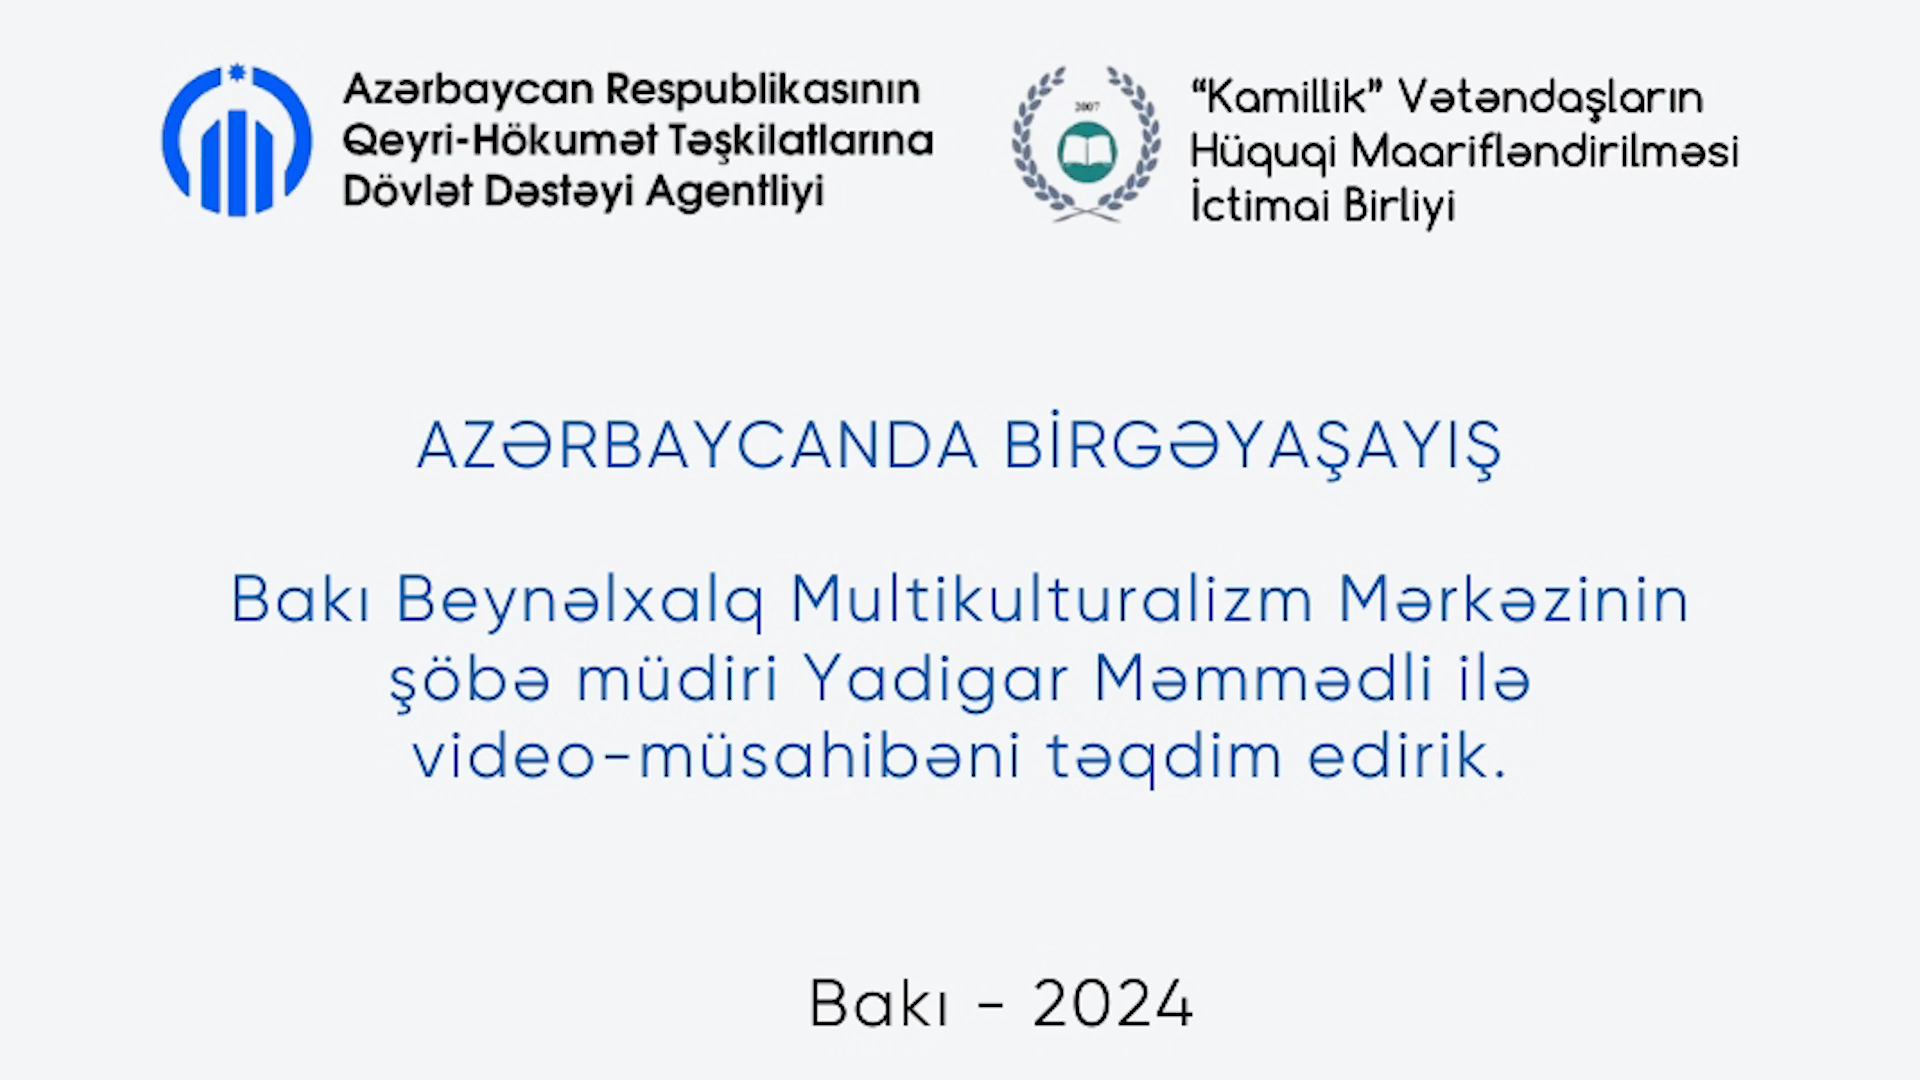 Azərbaycan Respublikasının
Qeyri-Hökumət Təşkilatlarına
Dövlət Dəstəyi Agentliyi
2007
“Kamillik” Vətəndaşların
Hüquqi Maarifləndirilməsi
İctimai Birliyi
AZƏRBAYCANDA BİRGƏYAŞAYIŞ
Bakı Beynəlxalq Multikulturalizm Mərkəzinin
şöbə müdiri Yadigar Məmmədli ilə
video-müsahibəni təqdim edirik.
Bakı - 2024